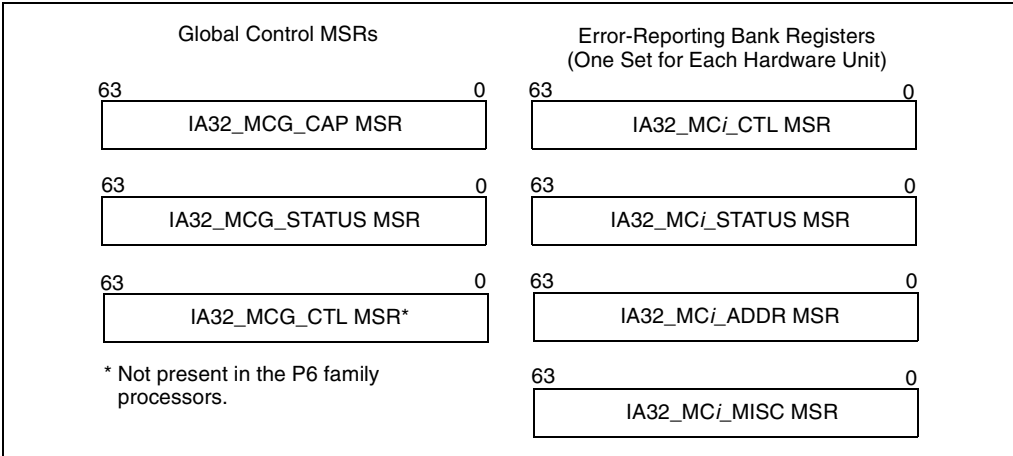 Global Control MSRs
63 0
IA32_MCG_CAP MSR
63 0
IA32_MCG_STATUS MSR
63 0
IA32_MCG_CTL MSR*
* Not present in the P6 family
processors.
Error-Reporting Bank Registers
(One Set for Each Hardware Unit)
63 0
IA32_MCi_CTL MSR
63 0
IA32_MCi_STATUS MSR
63 0
IA32_MCi_ADDR MSR
63 0
IA32_MCi_MISC MSR